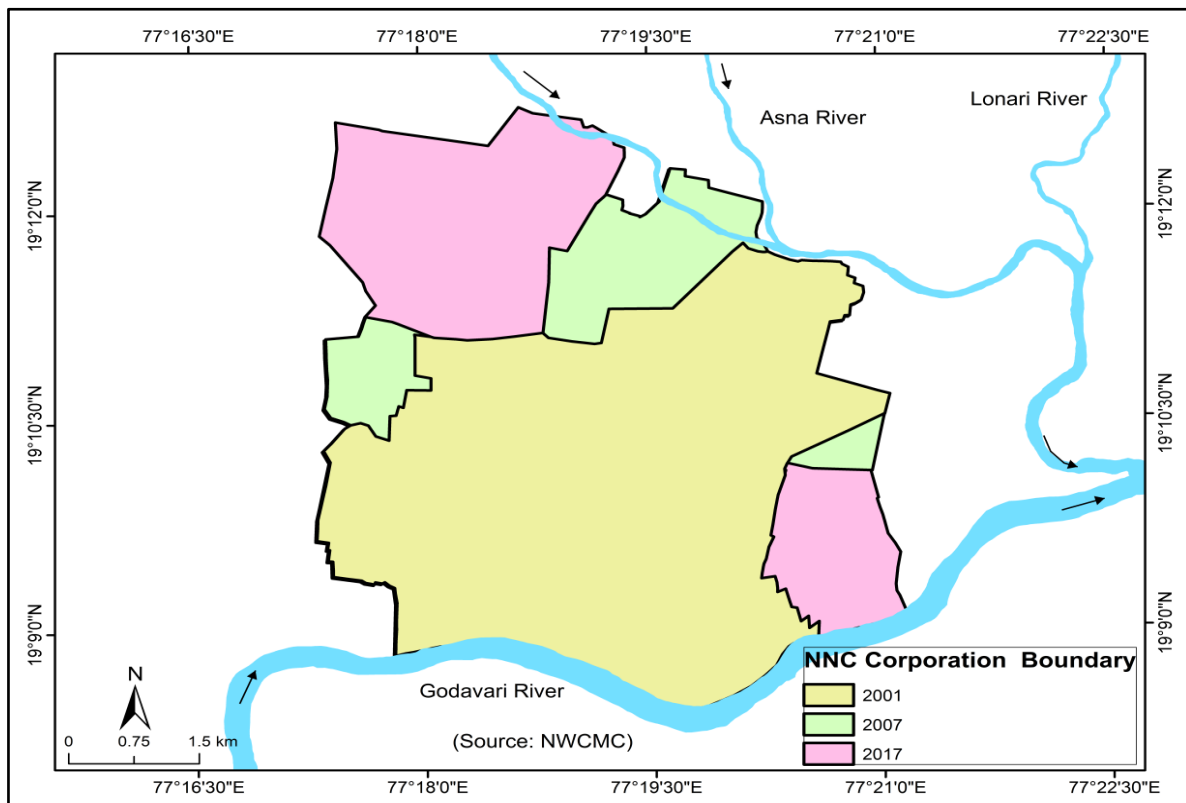 77°16'30"E 77°18'0"E 77°19'30"E 77°21'0"E 77°22'30"E
Lonari River
Asna River
19°12'0"N 19°12'0"N
19°10'30"N 19°10'30"N
19°9'0"N 19°9'0"N
NNC Corporation Boundary
2001
2007
2017
Godavari River
(Source: NWCMC)
N
0 0.75 1.5 km
77°16'30"E 77°18'0"E 77°19'30"E 77°21'0"E 77°22'30"E